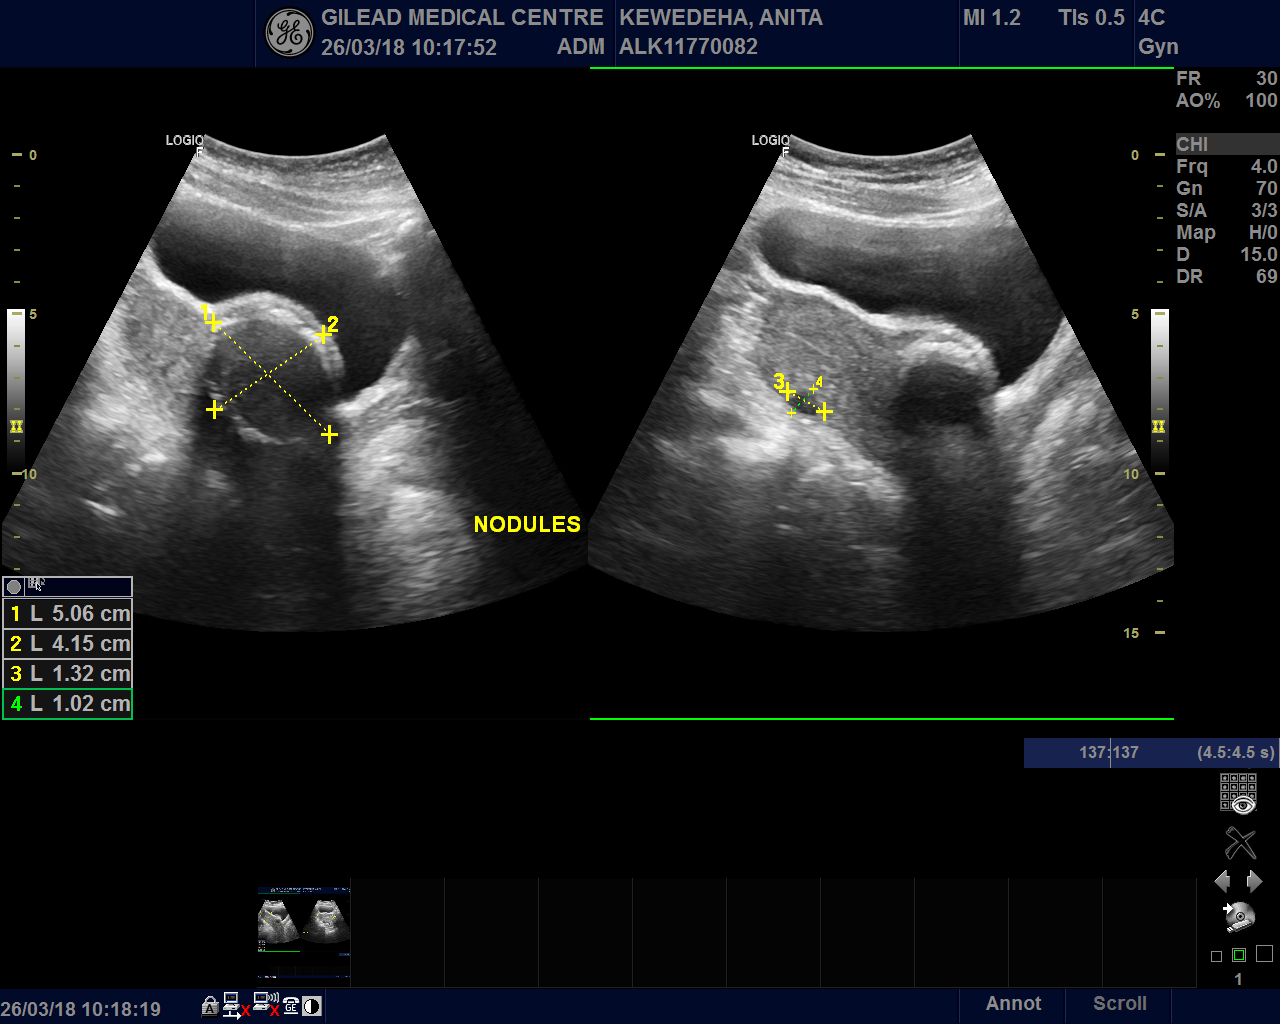 GILEAD MEDICAL CENTRE
26/03/18 10:17:52 ADM
KEWEDEHA, ANITA
ALK11770082
MI 1.2 TIs 0.5
4C
Gyn
FR 30
AO% 100
CHI
Frq 4.0
Gn 70
S/A 3/3
Map H/0
D 15.0
DR 69
LOGIQ
F
LOGIQ
F
0
5
10
0
5
10
15
1
2
3
4
NODULES
1 L 5.06 cm
2 L 4.15 cm
3 L 1.32 cm
4 L 1.02 cm
137:137 (4.5:4.5 s)
1
26/03/18 10:18:19
Annot
Scroll